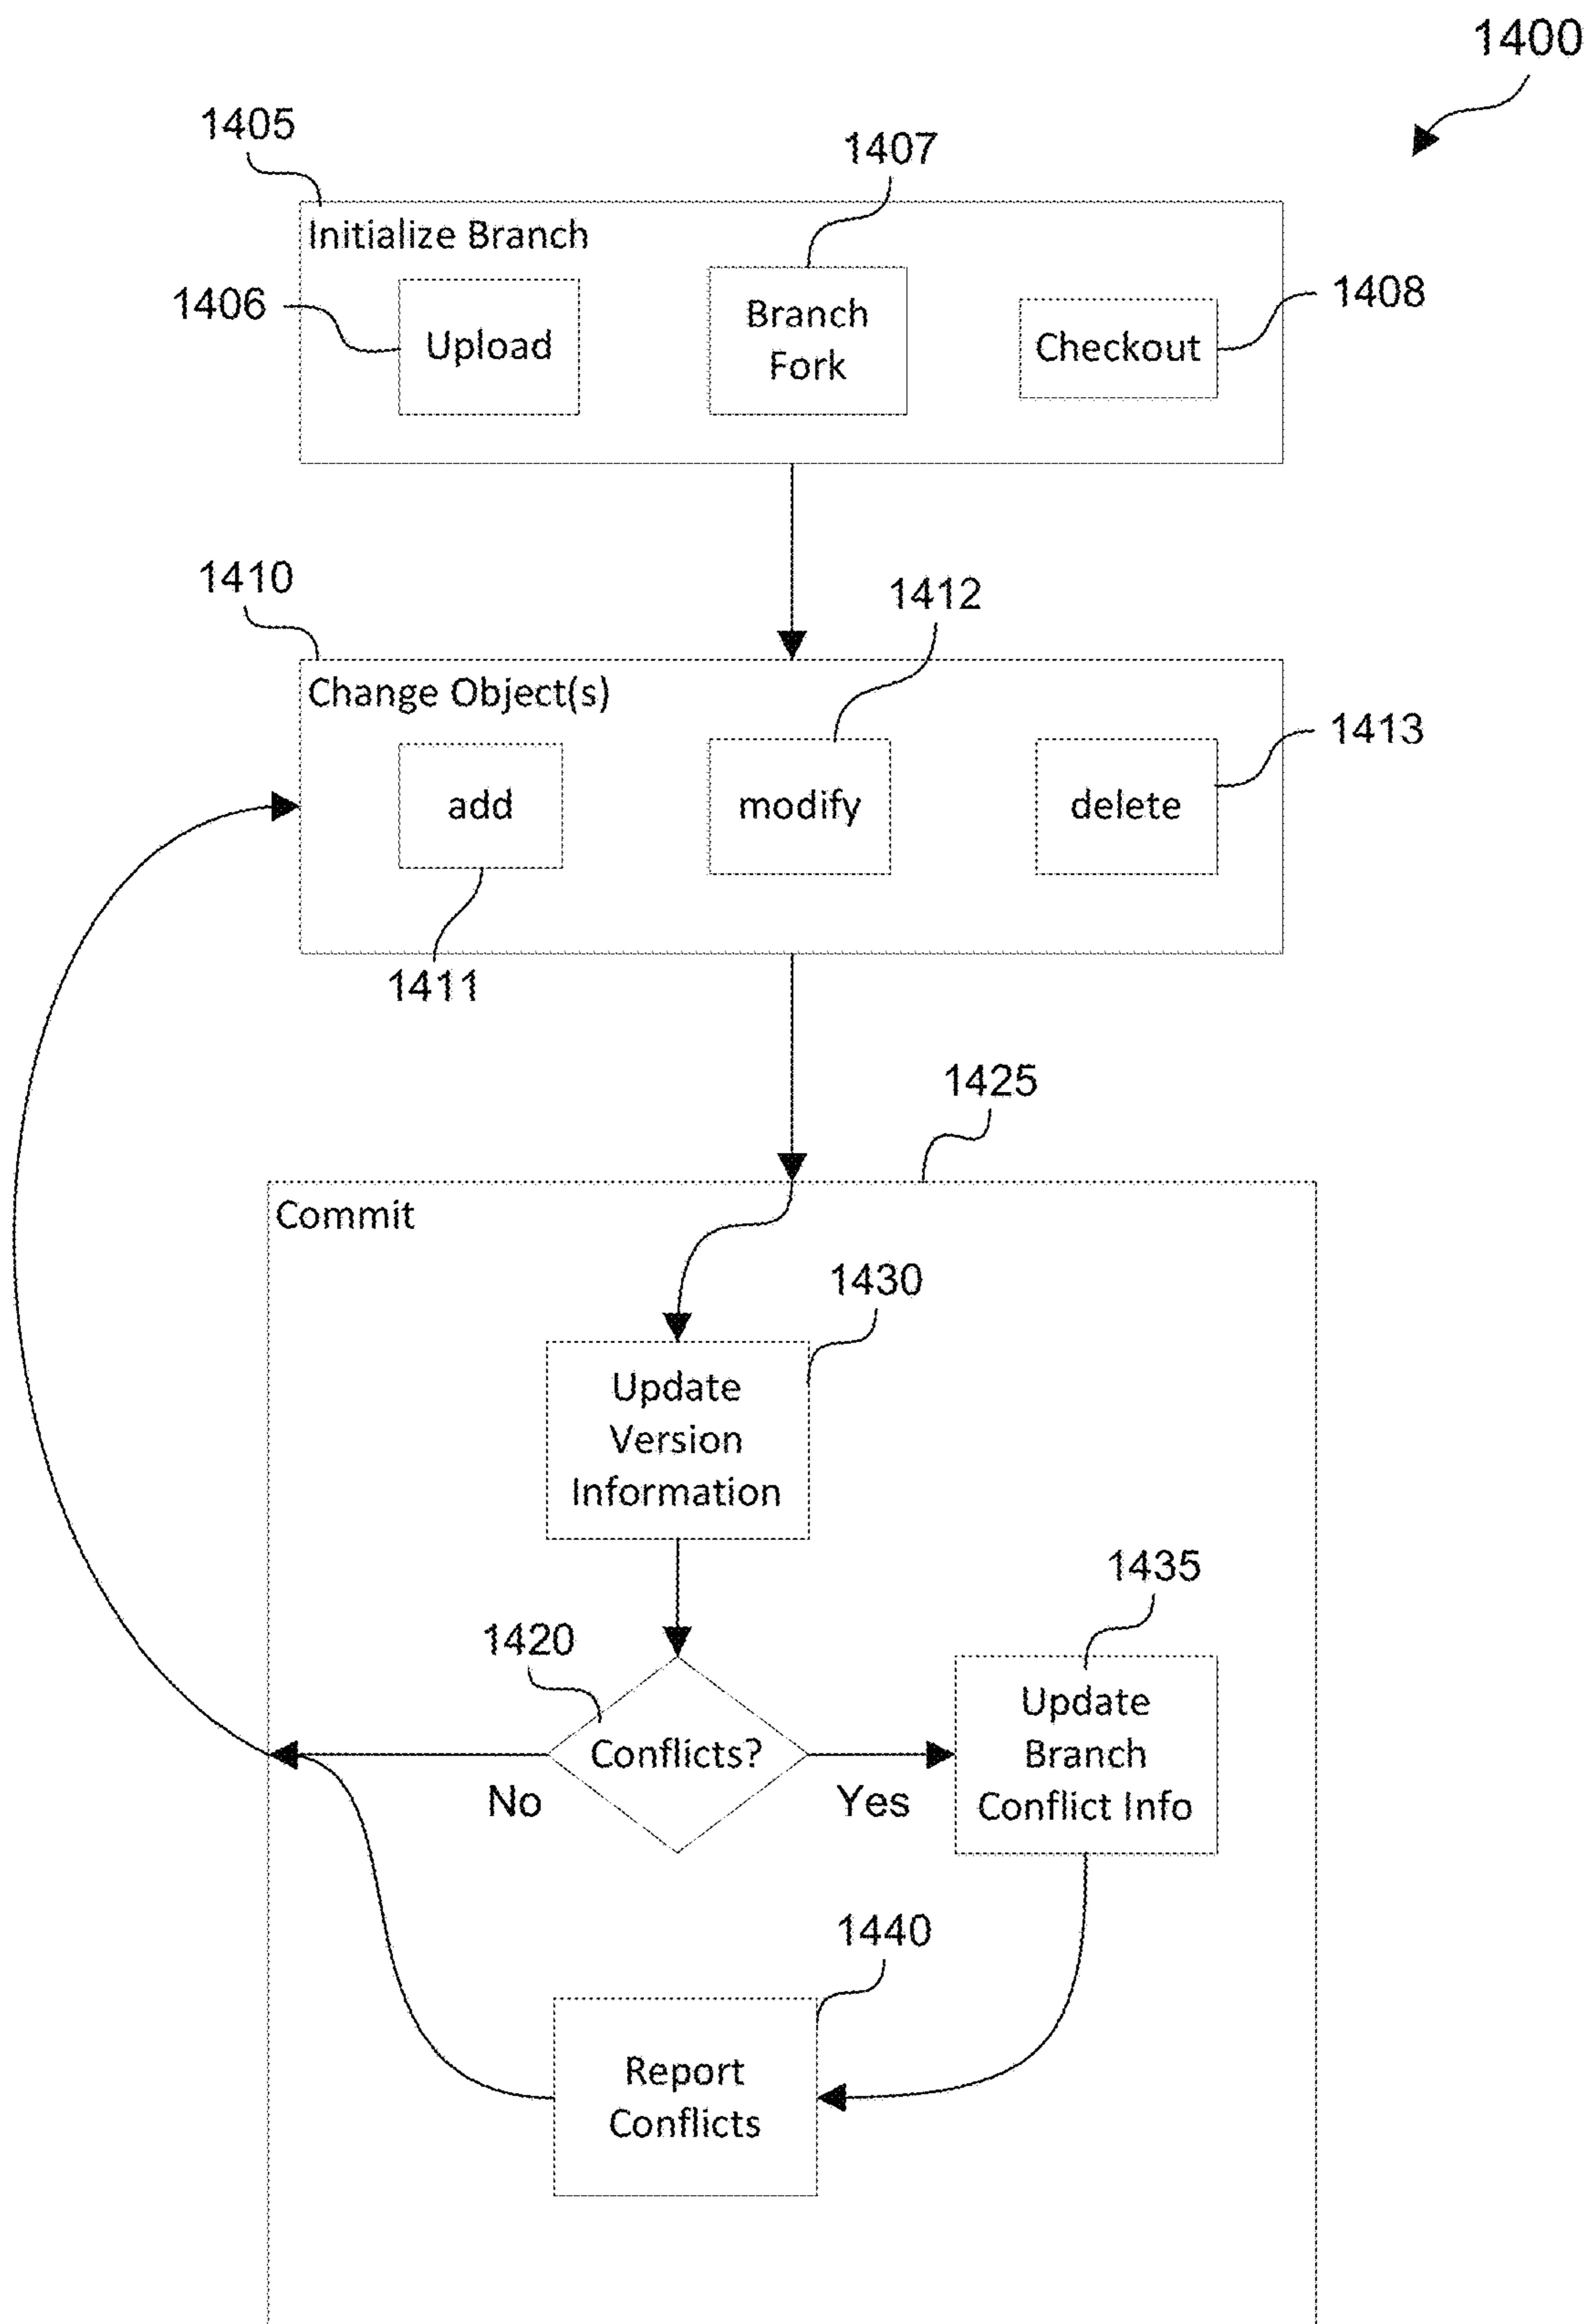 1400
1405
1407
Initialize Branch
1406
Upload
Branch
Fork
Checkout
1408
1410
1412
Change Object(s)
1413
add
modify
delete
1411
1425
Commit
1430
Update
Version
Information
1435
1420
Update
Branch
Conflict Info
Conflicts?
No
Yes
1440
Report
Conflicts